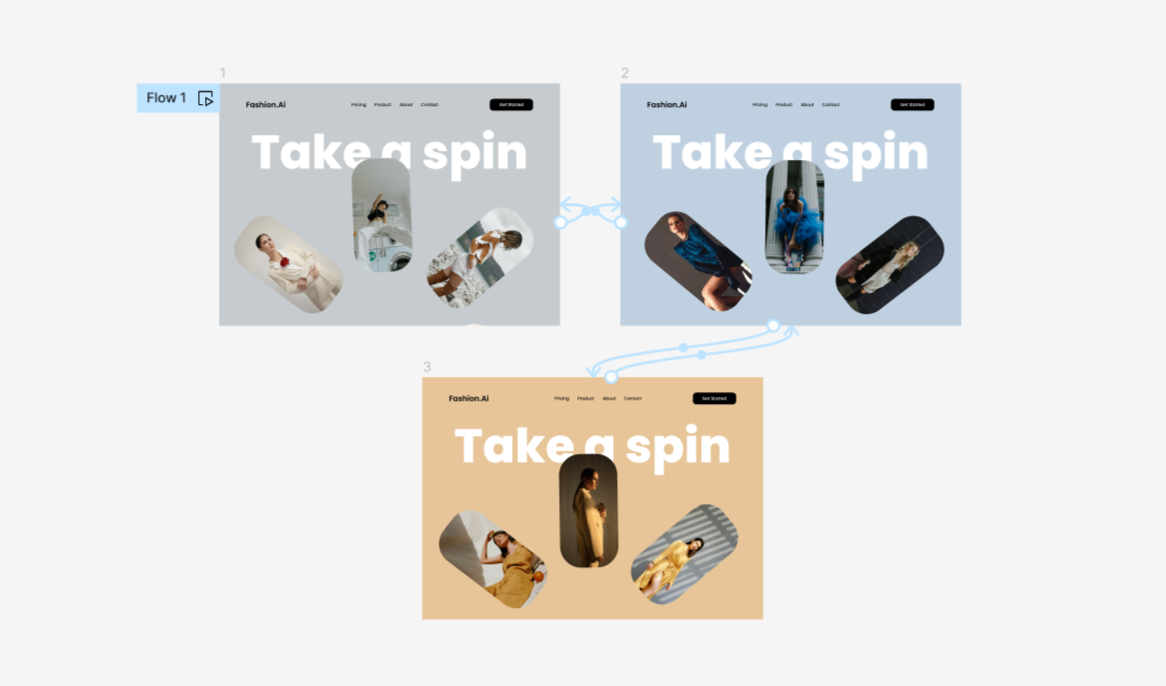 1
2
Flow 1
Fashion.Ai Pricing Product About Contact Get Started
Take a spin
Fashion.Ai Pricing Product About Contact Get Started
Take a spin
3
Fashion.Ai Pricing Product About Contact Get Started
Take a spin